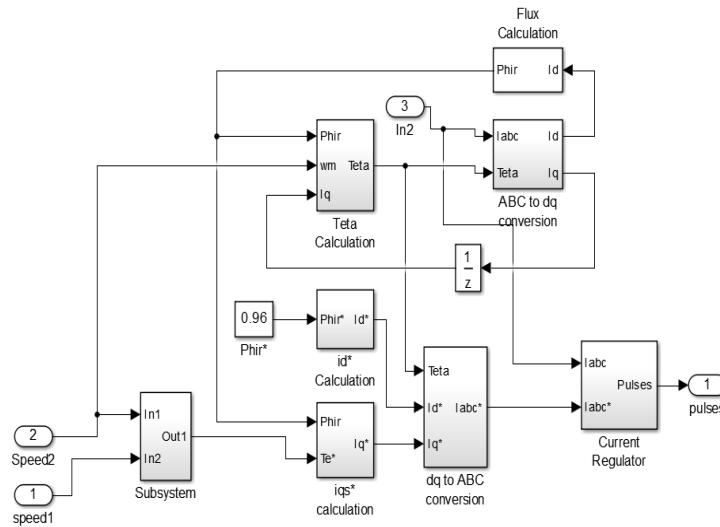 Flux
Calculation
Phir Id
3
In2
Phir
wm Teta
Iq
Teta
Calculation
Iabc Id
Teta Iq
ABC to dq
conversion
1
z
0.96
Phir*
Phir* Id*
id*
Calculation
Teta
Id* Iabc*
Iq*
dq to ABC
conversion
Iabc
Pulses
Iabc*
Current
Regulator
1
pulses
Phir
Iq*
Te*
iqs*
calculation
In1
Out1
In2
Subsystem
2
Speed2
1
speed1